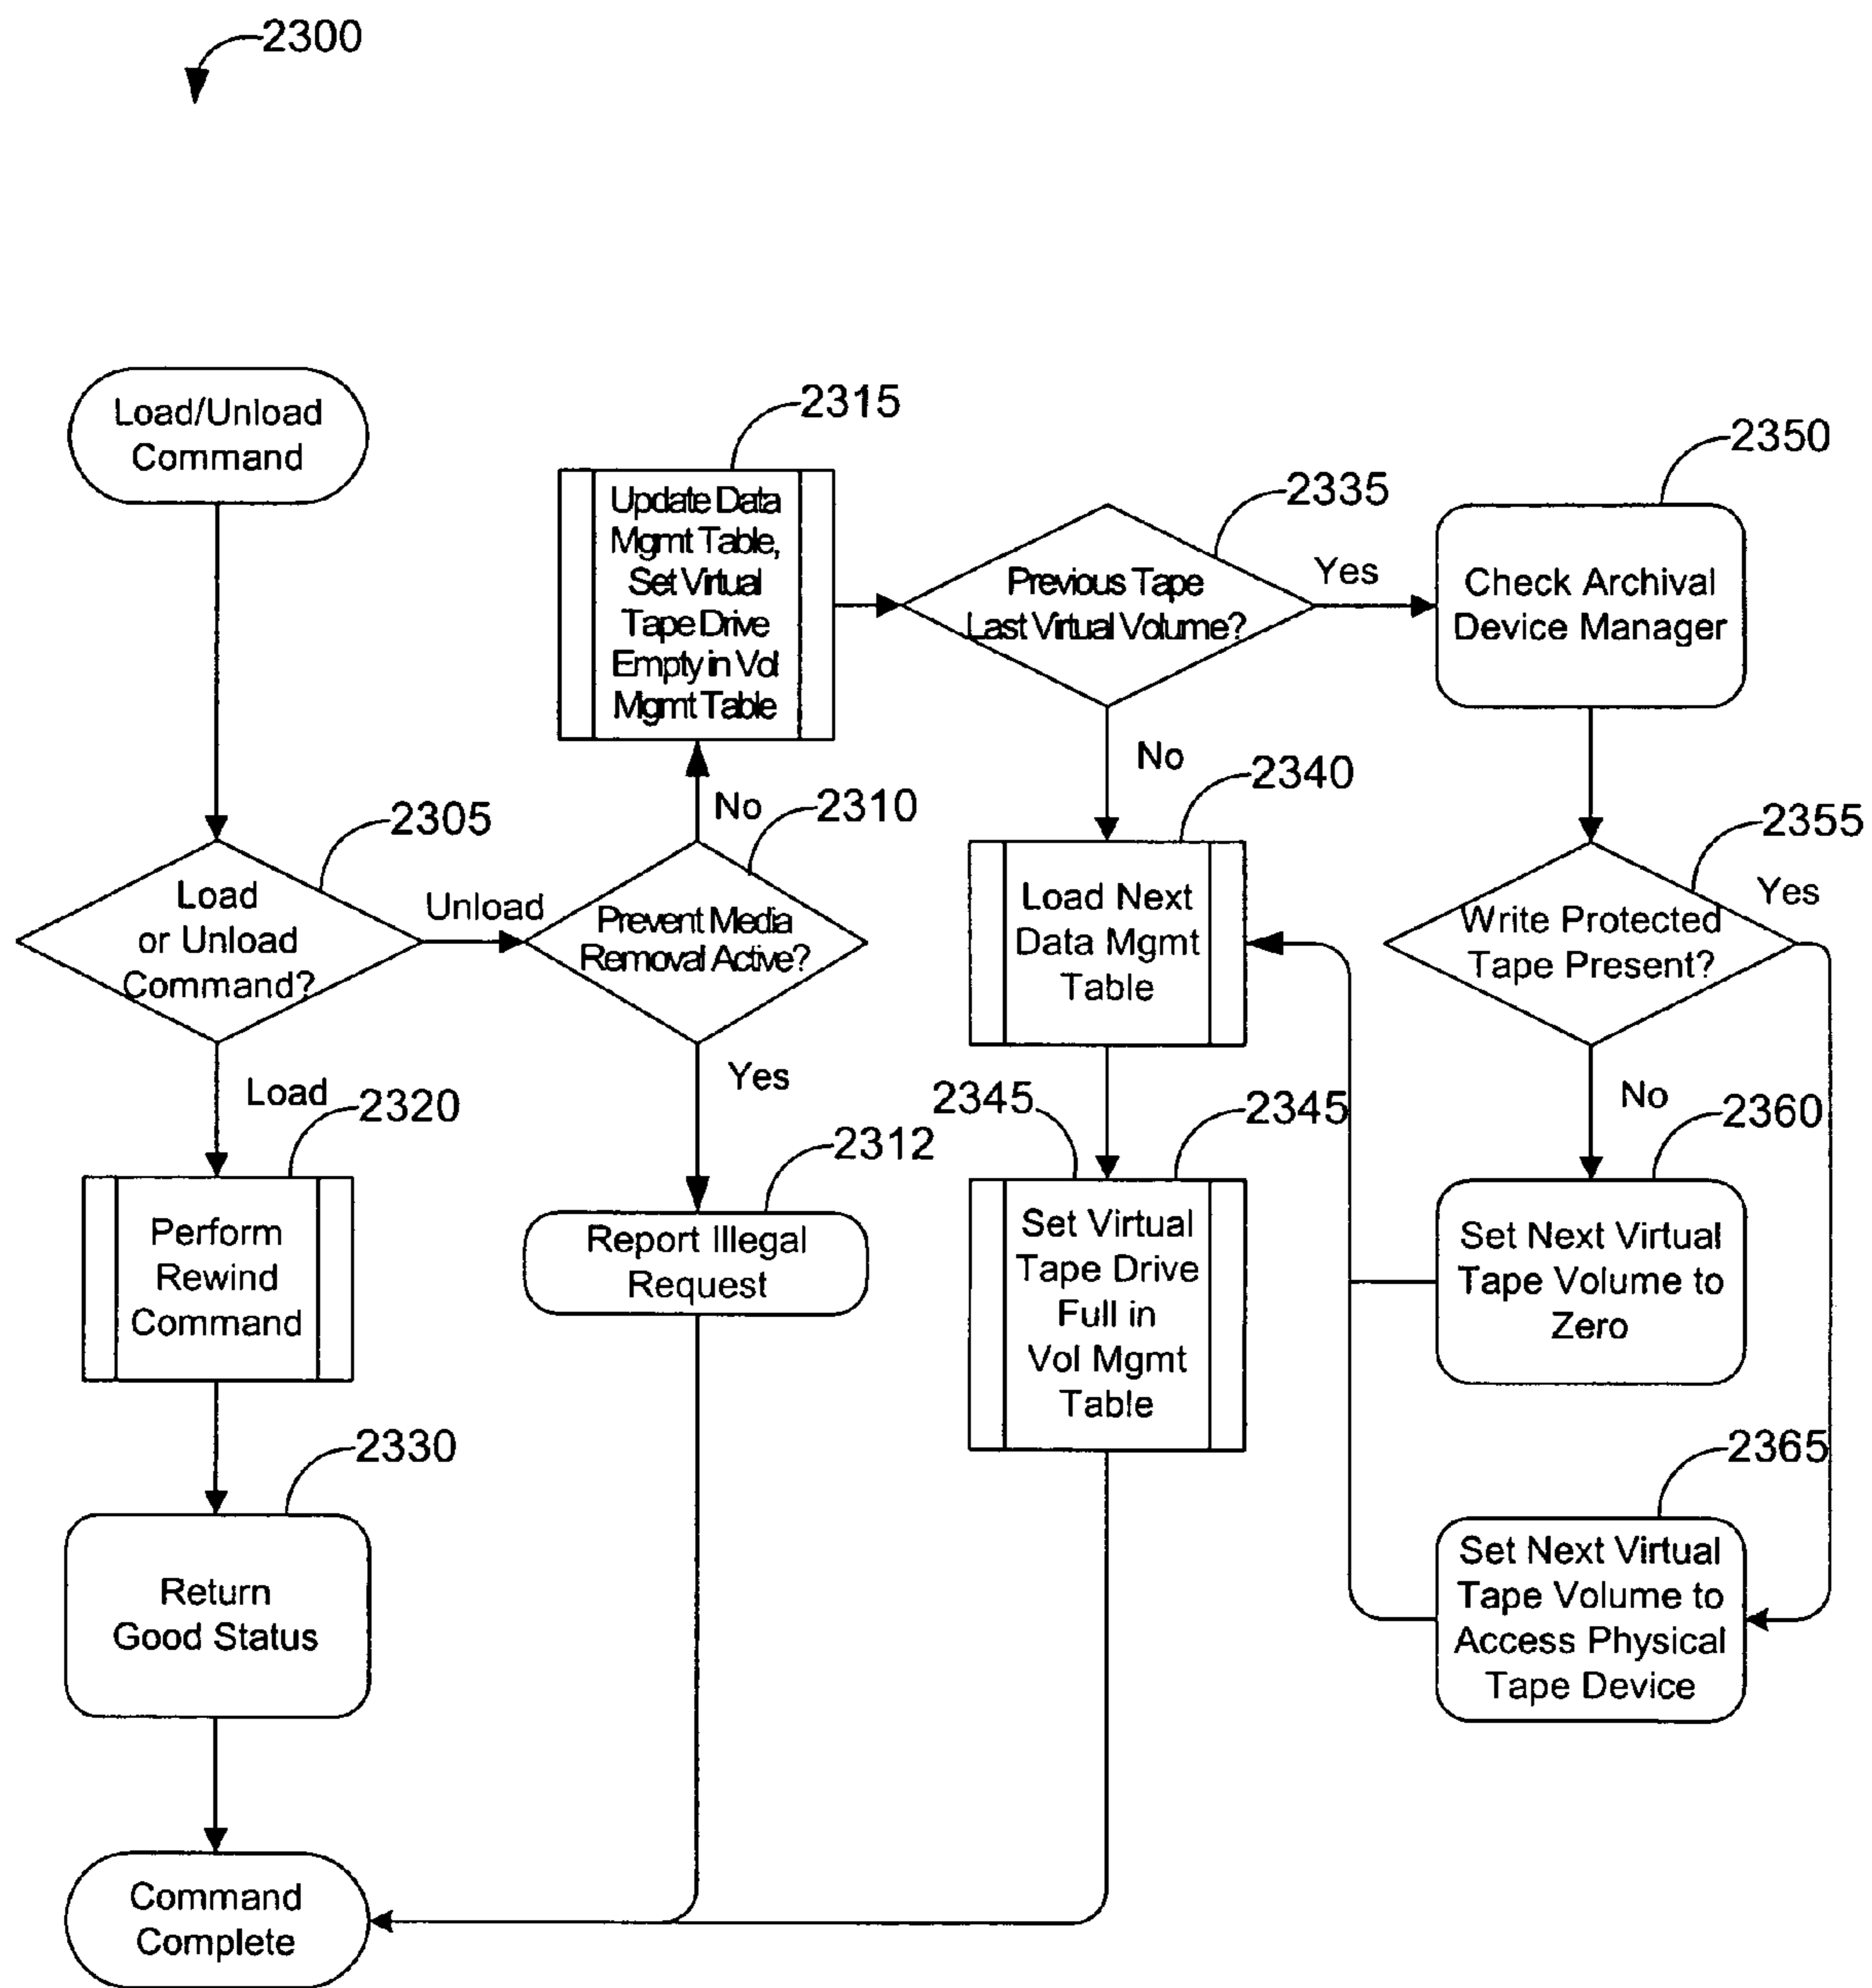 2300
Load/Unload
Command
2305
Load
or Unload
Command?
Unload
Load
2320
Perform
Rewind
Command
2330
Return
Good Status
Command
Complete
2315
Update Data
Mgmt Table,
Set Virtual
Tape Drive
Empty in Vol
Mgmt Table
No
2310
Prevent Media
Removal Active?
Yes
2312
Report Illegal
Request
2335
Previous Tape
Last Virtual Volume?
Yes
No
2340
Load Next
Data Mgmt
Table
2345
2345
Set Virtual
Tape Drive
Full in
Vol Mgmt
Table
2350
Check Archival
Device Manager
2355
Write Protected
Tape Present?
Yes
No
2360
Set Next Virtual
Tape Volume to
Zero
2365
Set Next Virtual
Tape Volume to
Access Physical
Tape Device